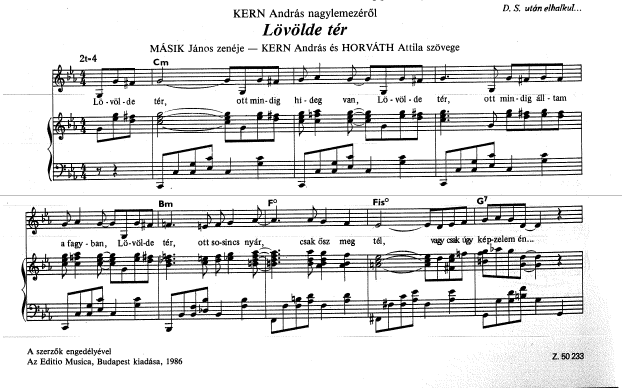 KERN András nagylemezéről
D. S. után elhalkul...
Lövölde tér
MÁSIK János zenéje — KERN András és HORVÁTH Attila szövege
2t=4 Cm
Lö-völ-de tér, ott min-dig hi-deg van, Lö-völ-de tér, ott min-dig áll-tam
Bm F° Fis° G7
a fagy-ban, Lö-völ-de tér, ott so-sincs nyár, csak ősz meg tél, vagy csak úgy kép-zelem én...
A szerzők engedélyével
Az Editio Musica, Budapest kiadása, 1986
Z. 50 233